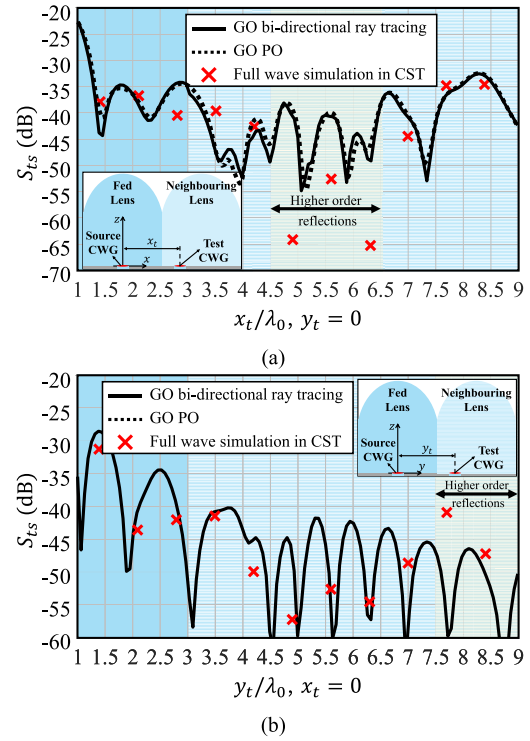 -20
-25
-30
-35
-40
-45
-50
-55
-60
-65
-70
S_ts (dB)
GO bi-directional ray tracing
GO PO
Full wave simulation in CST
Higher order
reflections
Fed
Lens
Neighbouring
Lens
z
x_t
Source
CWG
x
Test
CWG
1 1.5 2 2.5 3 3.5 4 4.5 5 5.5 6 6.5 7 7.5 8 8.5 9
x_t/λ_0, y_t = 0
(a)
-20
-25
-30
-35
-40
-45
-50
-55
-60
S_ts (dB)
GO bi-directional ray tracing
GO PO
Full wave simulation in CST
Fed
Lens
Neighbouring
Lens
Source
CWG
z
y_t
y
Test
CWG
Higher order
reflections
1 1.5 2 2.5 3 3.5 4 4.5 5 5.5 6 6.5 7 7.5 8 8.5 9
y_t/λ_0, x_t = 0
(b)